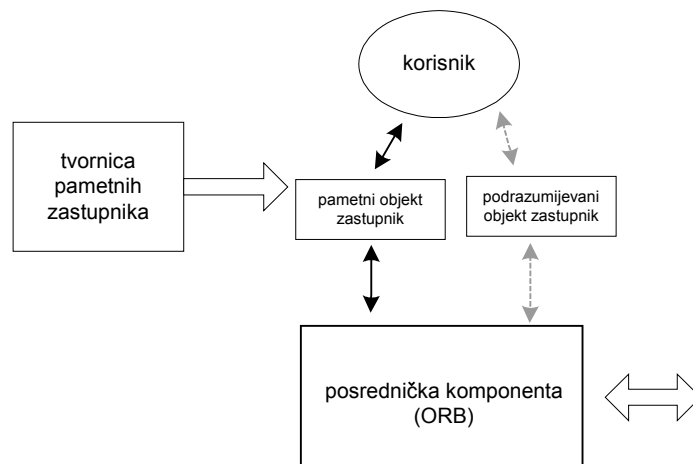 korisnik
tvornica
pametnih
zastupnika
pametni objekt
zastupnik
podrazumijevani
objekt zastupnik
posrednička komponenta
(ORB)